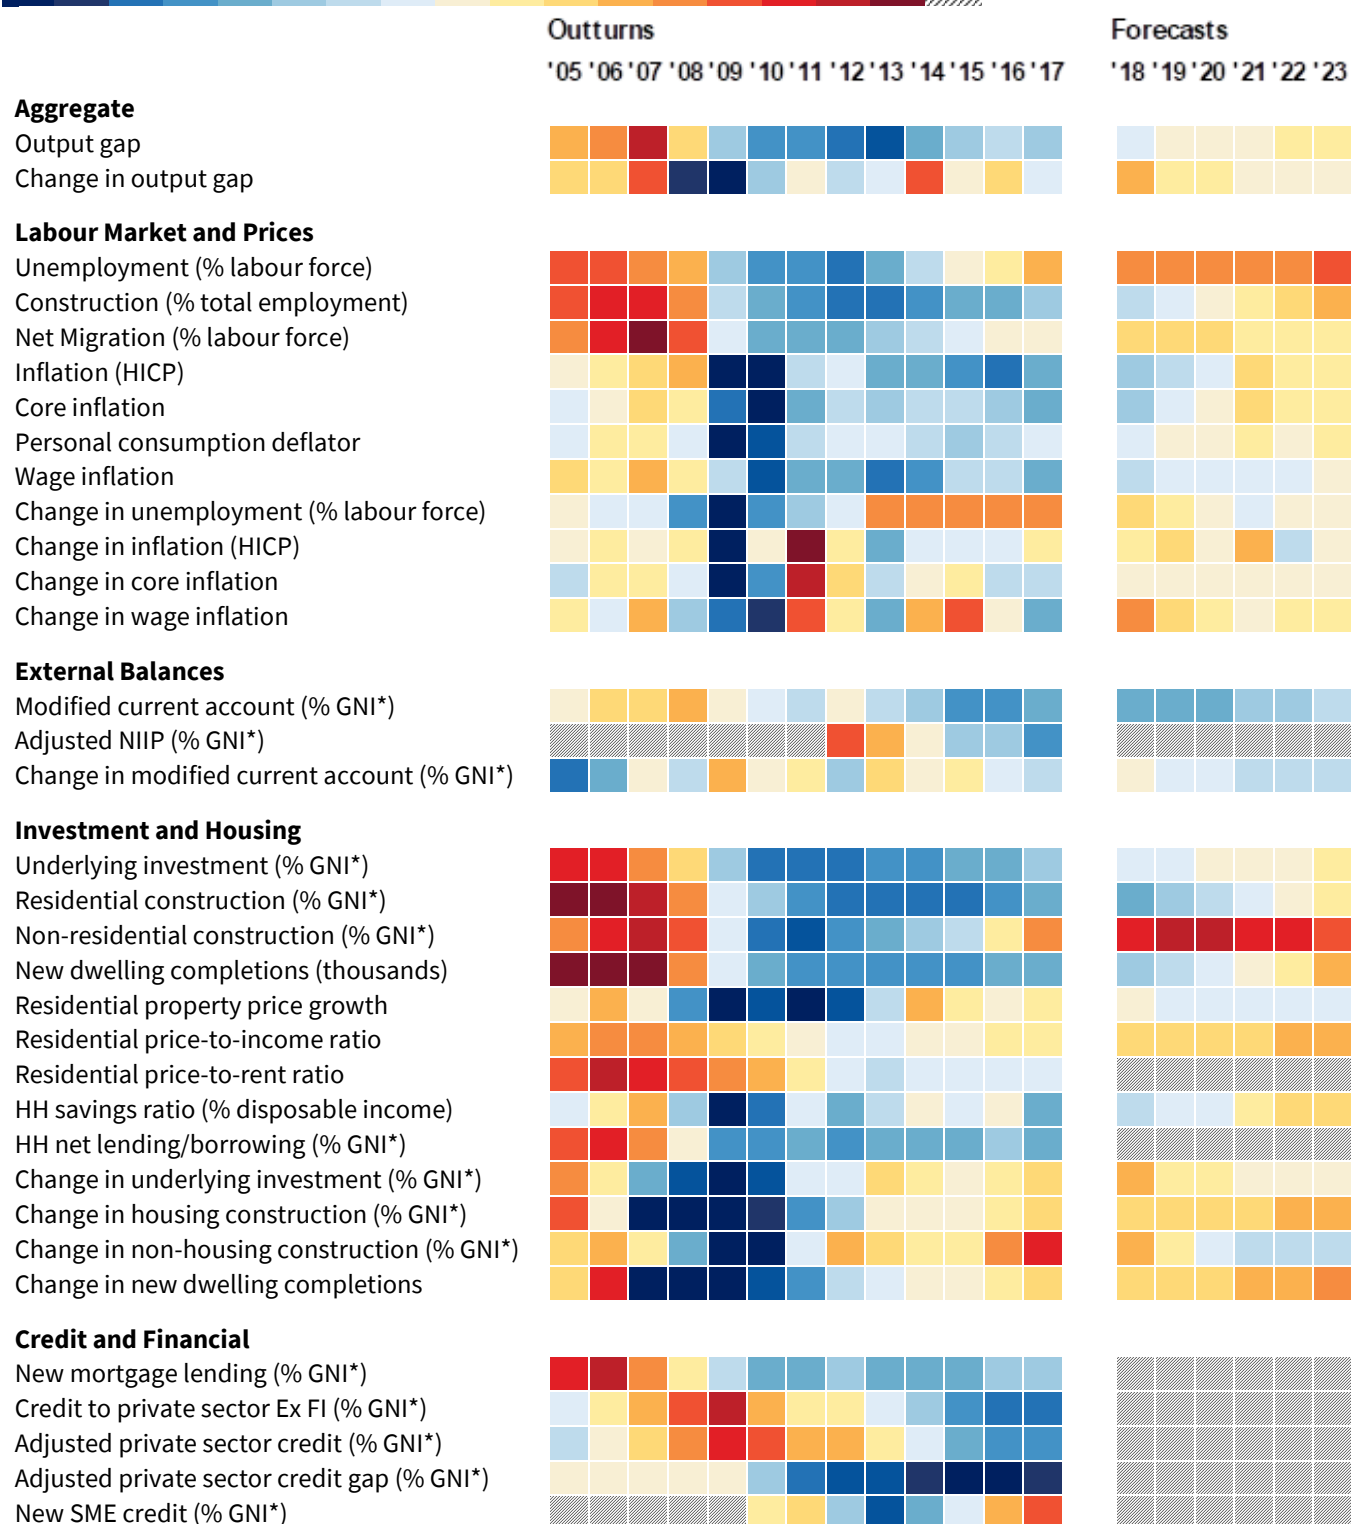 Outturns Forecasts
'05 '06 '07 '08 '09 '10 '11 '12 '13 '14 '15 '16 '17 '18 '19 '20 '21 '22 '23
Aggregate
Output gap
Change in output gap
Labour Market and Prices
Unemployment (% labour force)
Construction (% total employment)
Net Migration (% labour force)
Inflation (HICP)
Core inflation
Personal consumption deflator
Wage inflation
Change in unemployment (% labour force)
Change in inflation (HICP)
Change in core inflation
Change in wage inflation
External Balances
Modified current account (% GNI*)
Adjusted NIIP (% GNI*)
Change in modified current account (% GNI*)
Investment and Housing
Underlying investment (% GNI*)
Residential construction (% GNI*)
Non-residential construction (% GNI*)
New dwelling completions (thousands)
Residential property price growth
Residential price-to-income ratio
Residential price-to-rent ratio
HH savings ratio (% disposable income)
HH net lending/borrowing (% GNI*)
Change in underlying investment (% GNI*)
Change in housing construction (% GNI*)
Change in non-housing construction (% GNI*)
Change in new dwelling completions
Credit and Financial
New mortgage lending (% GNI*)
Credit to private sector Ex FI (% GNI*)
Adjusted private sector credit (% GNI*)
Adjusted private sector credit gap (% GNI*)
New SME credit (% GNI*)